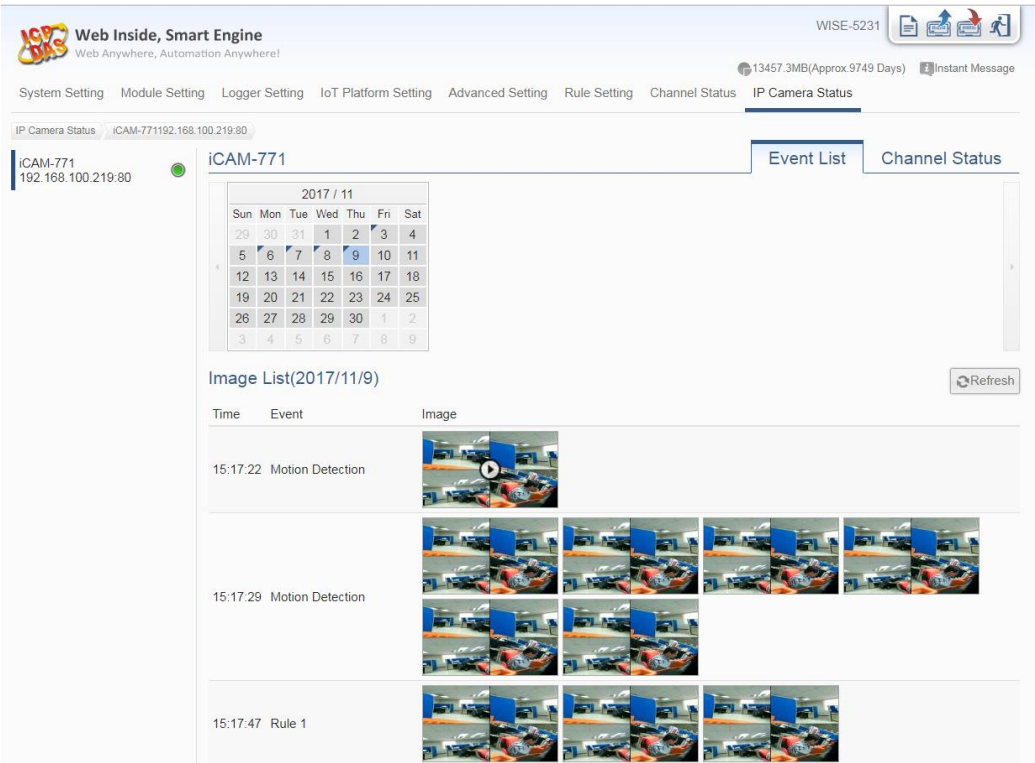 ICP DAS
Web Inside, Smart Engine
Web Anywhere, Automation Anywhere!
WISE-5231
13457.3MB(Approx.9749 Days) Instant Message
System Setting Module Setting Logger Setting IoT Platform Setting Advanced Setting Rule Setting Channel Status IP Camera Status
IP Camera Status iCAM-771192.168.100.219:80
iCAM-771
192.168.100.219:80
iCAM-771
Event List Channel Status
2017 / 11
Sun Mon Tue Wed Thu Fri Sat
29 30 31 1 2 3 4
5 6 7 8 9 10 11
12 13 14 15 16 17 18
19 20 21 22 23 24 25
26 27 28 29 30 1 2
3 4 5 6 7 8 9
Image List(2017/11/9)
Refresh
Time Event Image
15:17:22 Motion Detection
15:17:29 Motion Detection
15:17:47 Rule 1